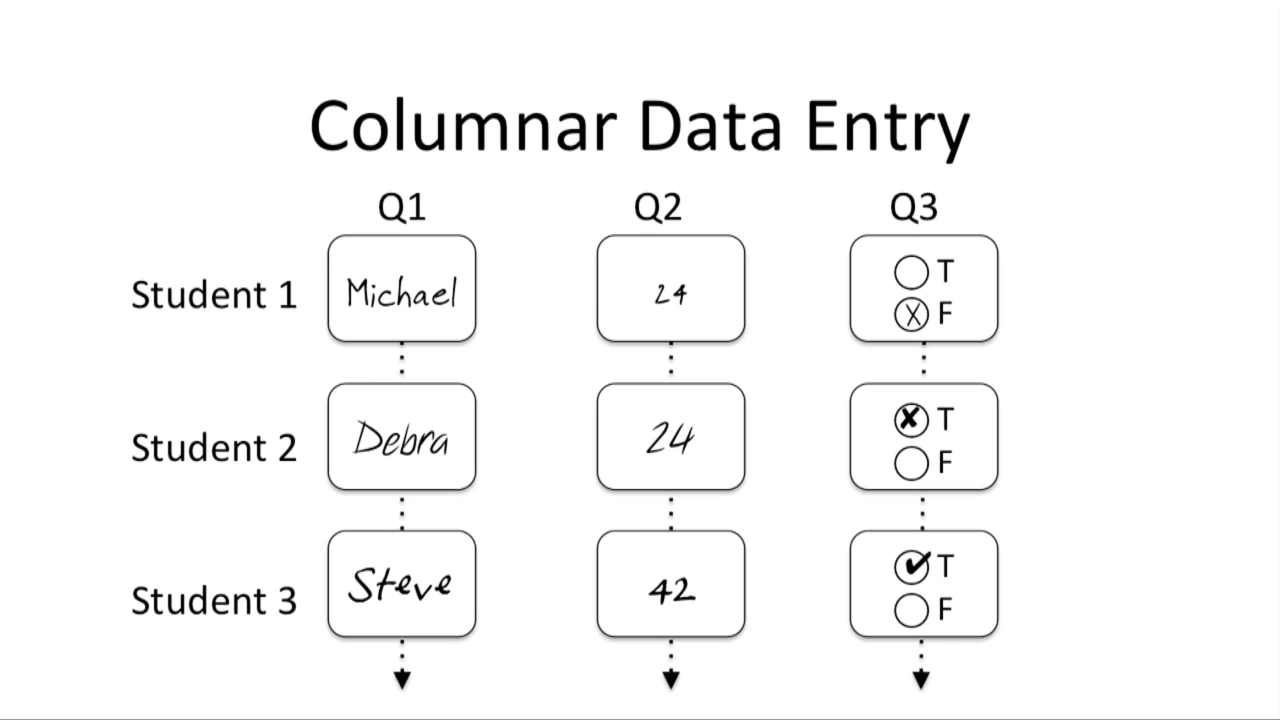 Columnar Data Entry
Q1 Q2 Q3
Student 1 Michael 24 T
F
Student 2 Debra 24 T
F
Student 3 Steve 42 T
F